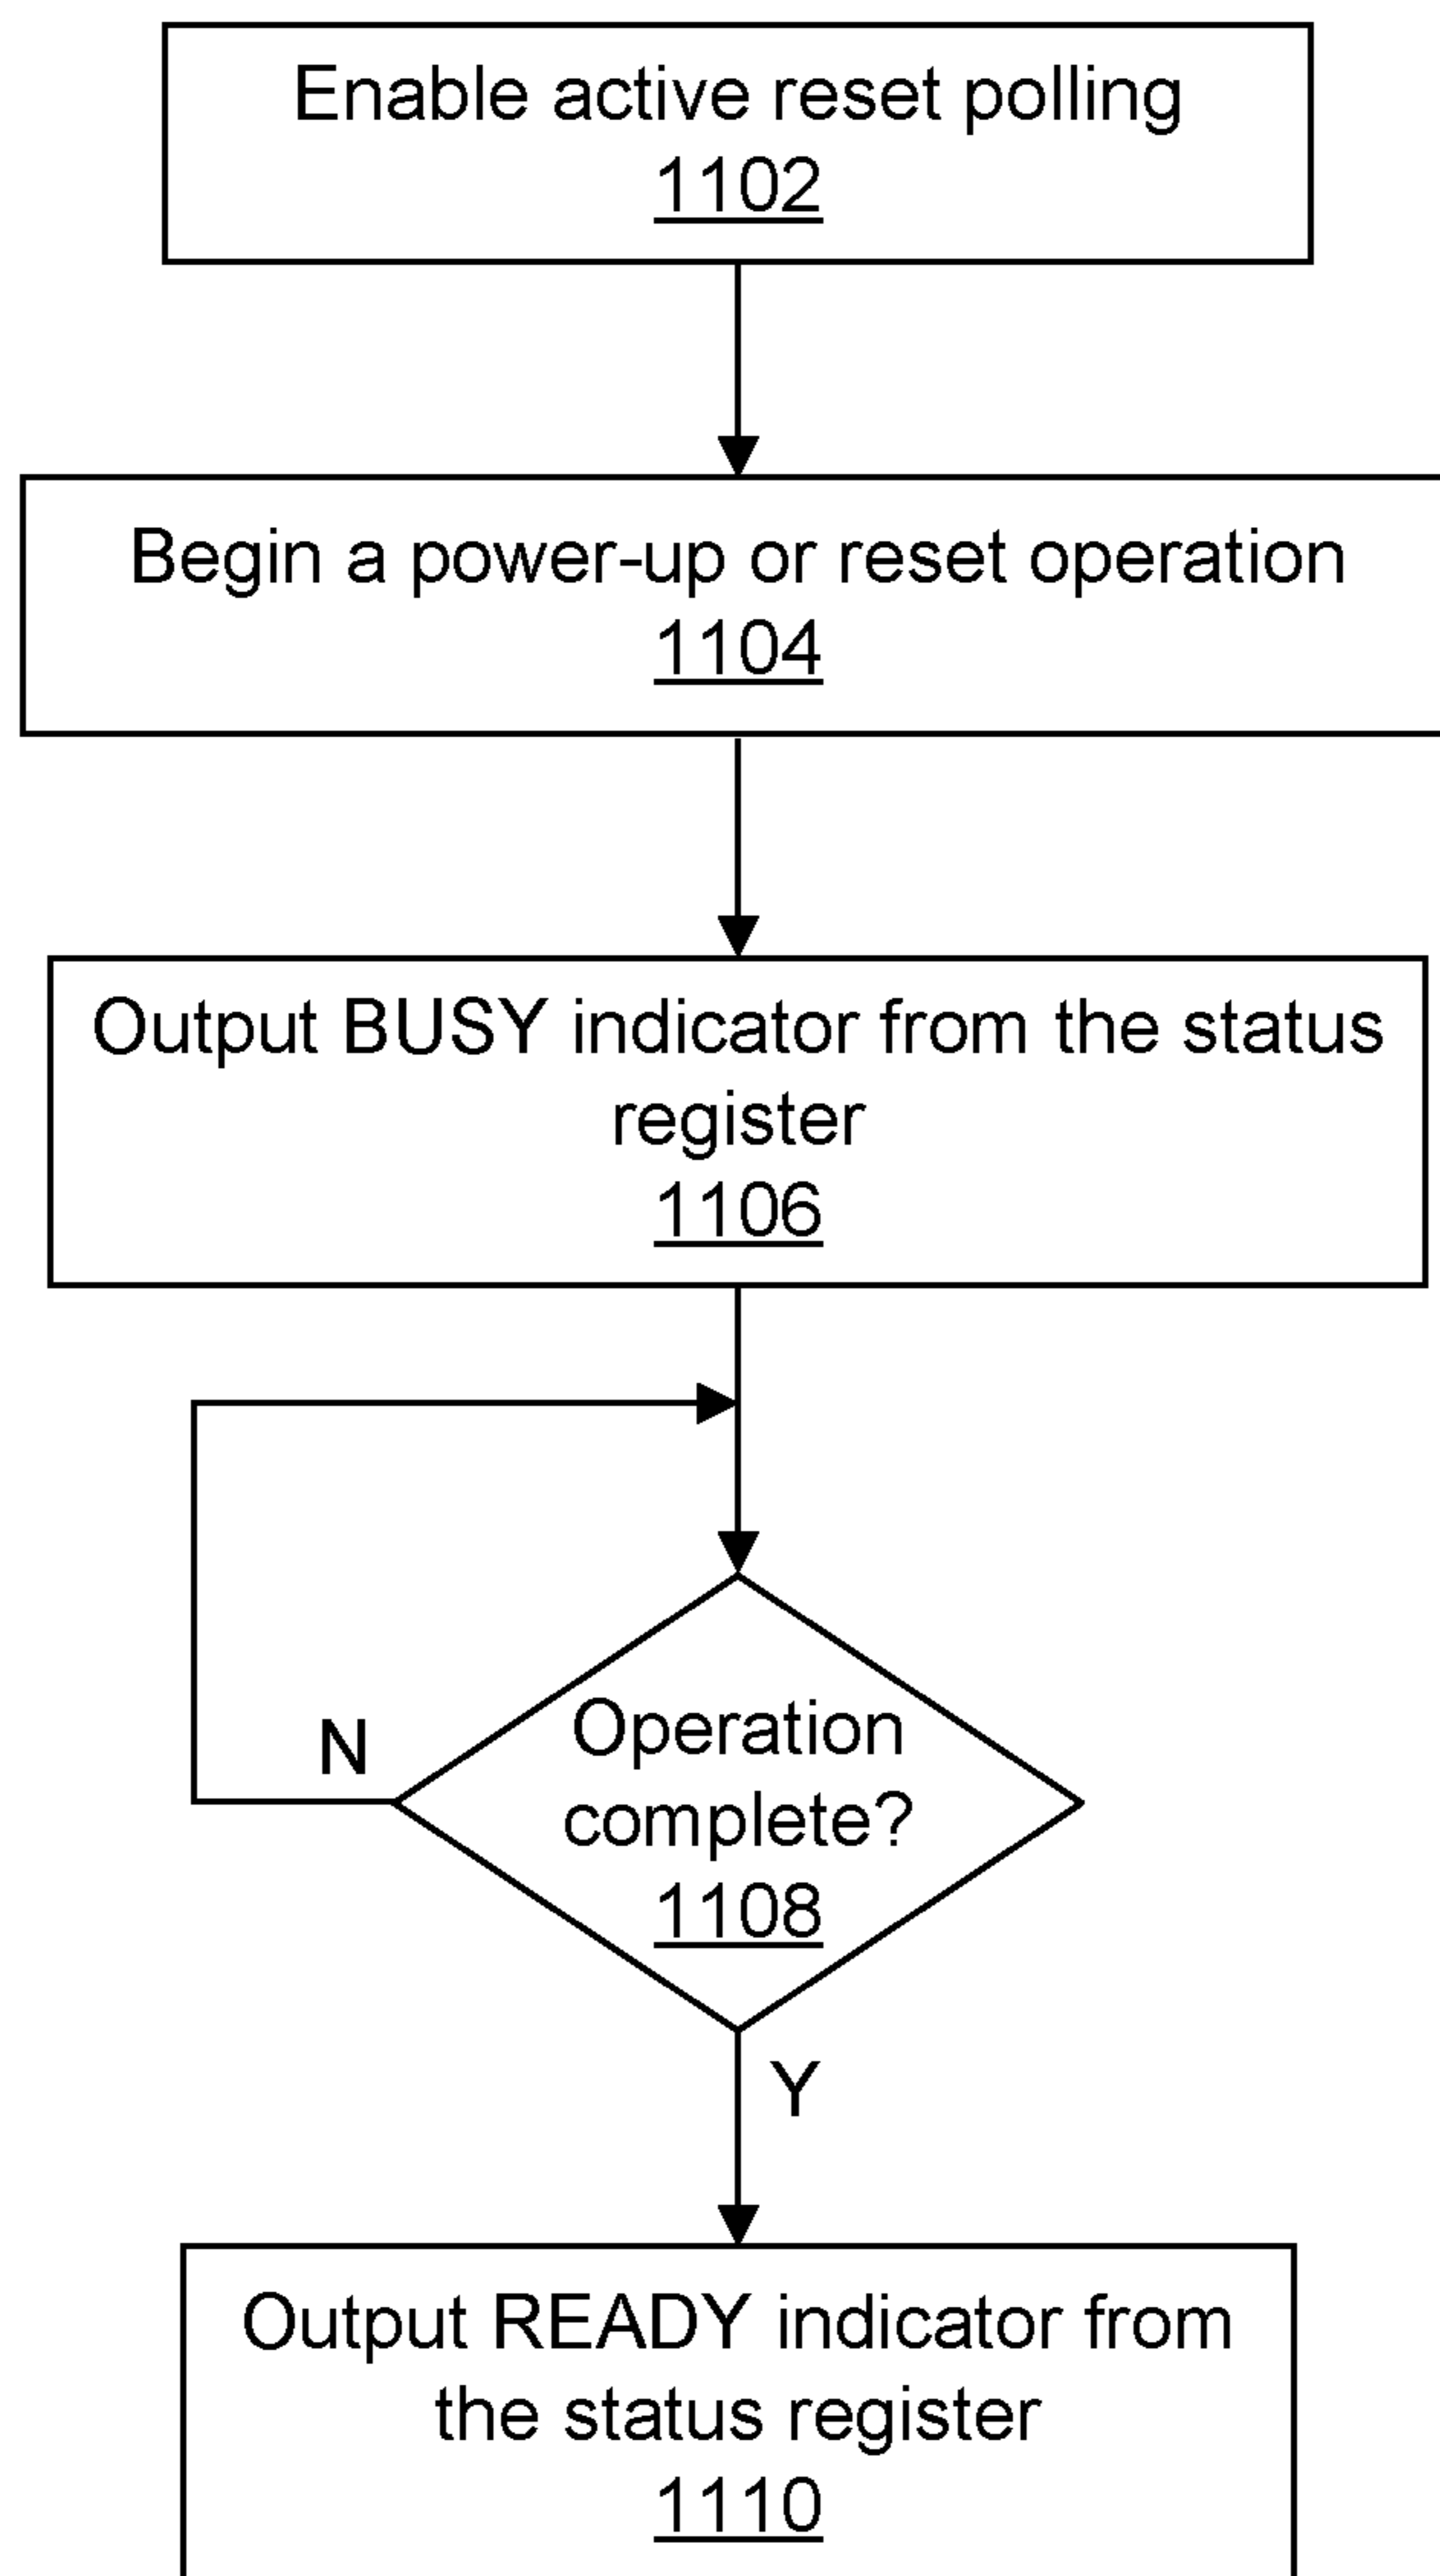 Enable active reset polling
1102
Begin a power-up or reset operation
1104
Output BUSY indicator from the status
register
1106
N
Operation
complete?
1108
Y
Output READY indicator from
the status register
1110